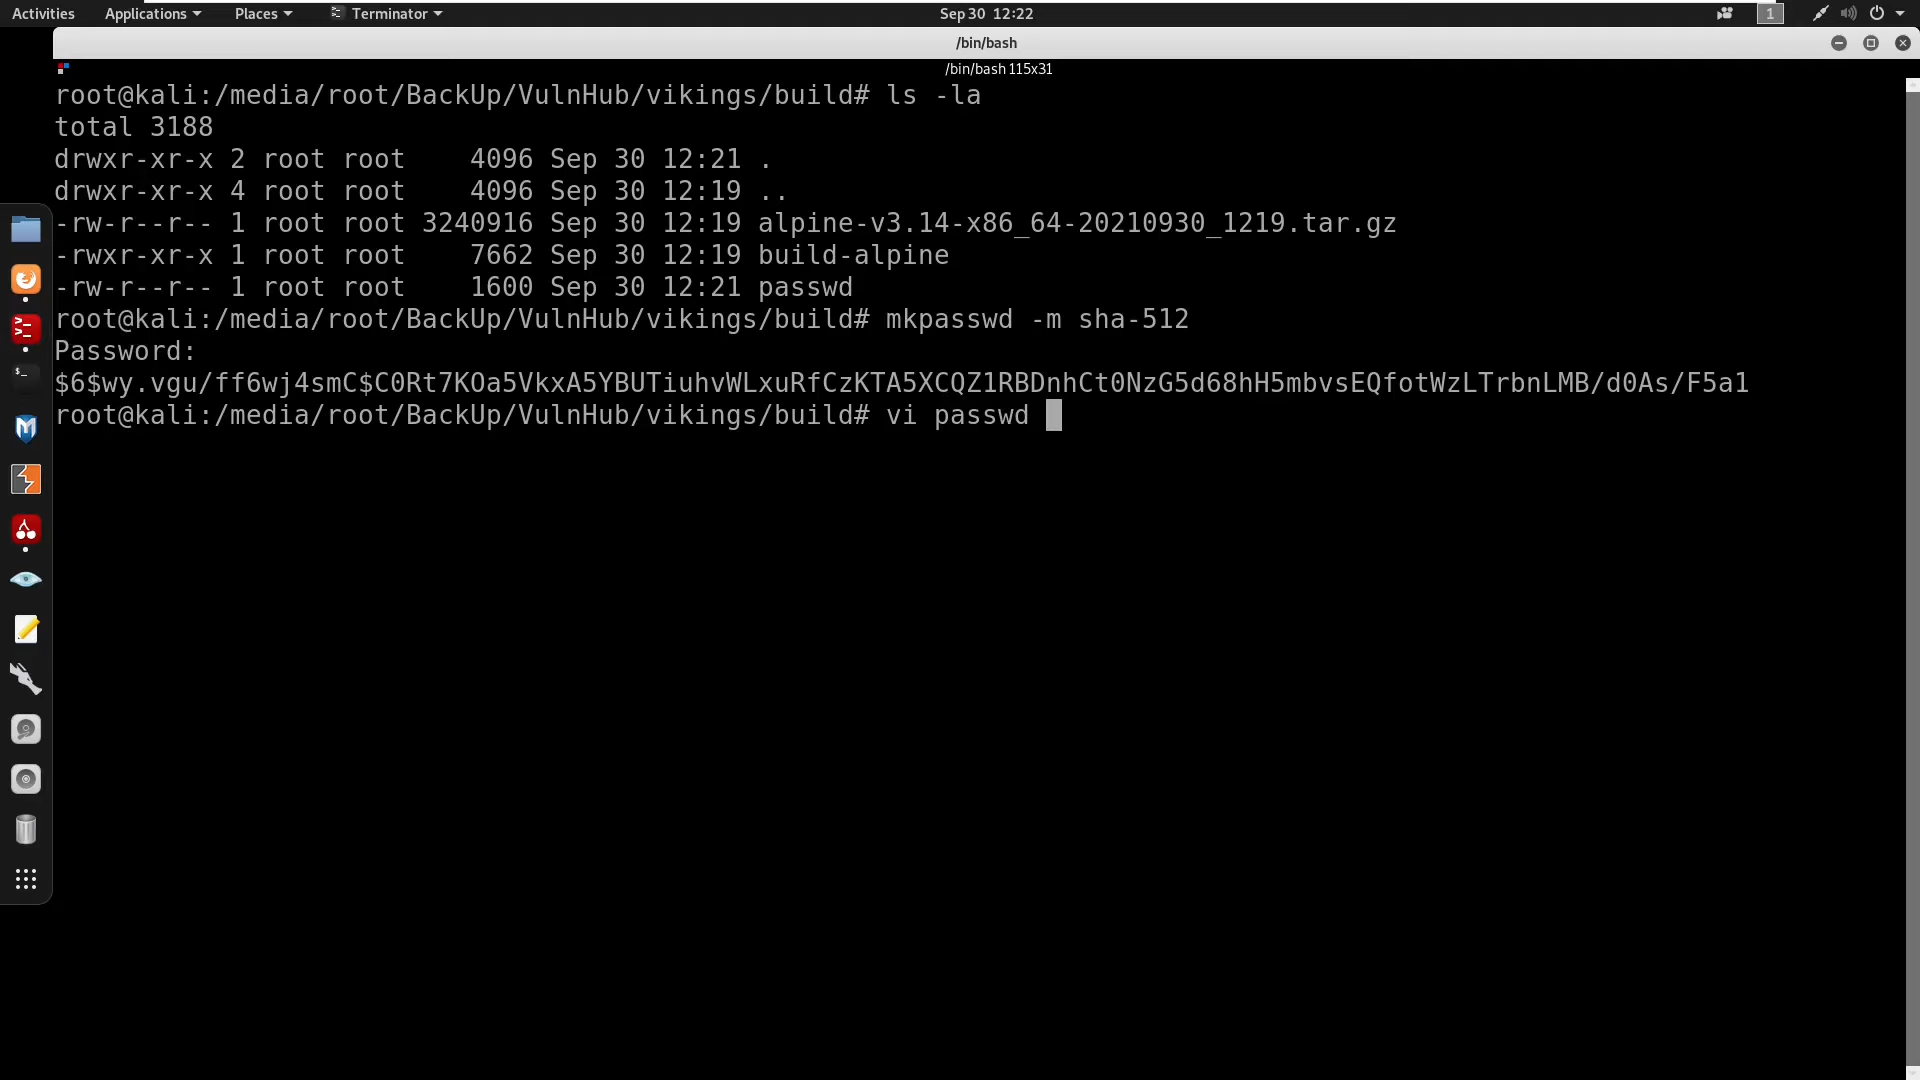 Activities Applications Places Terminator Sep 30 12:22 1
/bin/bash
/bin/bash 115x31
root@kali:/media/root/BackUp/VulnHub/vikings/build# ls -la
total 3188
drwxr-xr-x 2 root root    4096 Sep 30 12:21 .
drwxr-xr-x 4 root root    4096 Sep 30 12:19 ..
-rw-r--r-- 1 root root 3240916 Sep 30 12:19 alpine-v3.14-x86_64-20210930_1219.tar.gz
-rwxr-xr-x 1 root root    7662 Sep 30 12:19 build-alpine
-rw-r--r-- 1 root root    1600 Sep 30 12:21 passwd
root@kali:/media/root/BackUp/VulnHub/vikings/build# mkpasswd -m sha-512
Password:
$6$wy.vgu/ff6wj4smC$C0Rt7KOa5VkxA5YBUTiuhvWLxuRfCzKTA5XCQZ1RBDnhCt0NzG5d68hH5mbvsEQfotWzLTrbnLMB/d0As/F5a1
root@kali:/media/root/BackUp/VulnHub/vikings/build# vi passwd